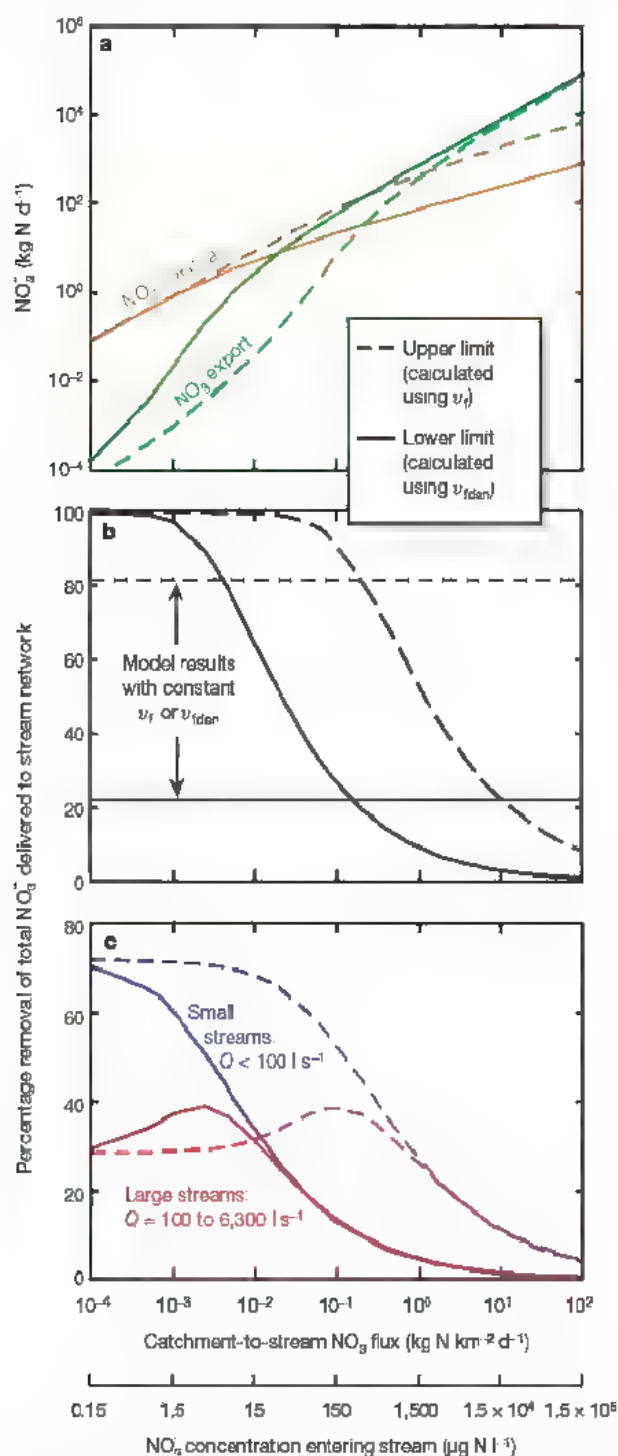 10⁶
a
10⁴
10²
10⁰
10⁻²
10⁻⁴
NO₃⁻ (kg N d⁻¹)
NO₃ export
Upper limit
(calculated
using υf)
Lower limit
(calculated
using υfden)
100
b
80
60
40
20
0
Model results
with constant
υf or υfden
Percentage removal of total NO₃⁻ delivered to stream network
80
c
60
40
20
0
Small
streams:
Q < 100 l s⁻¹
Large streams:
Q = 100 to 6,300 l s⁻¹
10⁻⁴ 10⁻³ 10⁻² 10⁻¹ 10⁰ 10¹ 10²
Catchment-to-stream NO₃ flux (kg N km⁻² d⁻¹)
0.15 1.5 15 150 1,500 1.5 × 10⁴ 1.5 × 10⁵
NO₃⁻ concentration entering stream (µg N l⁻¹)